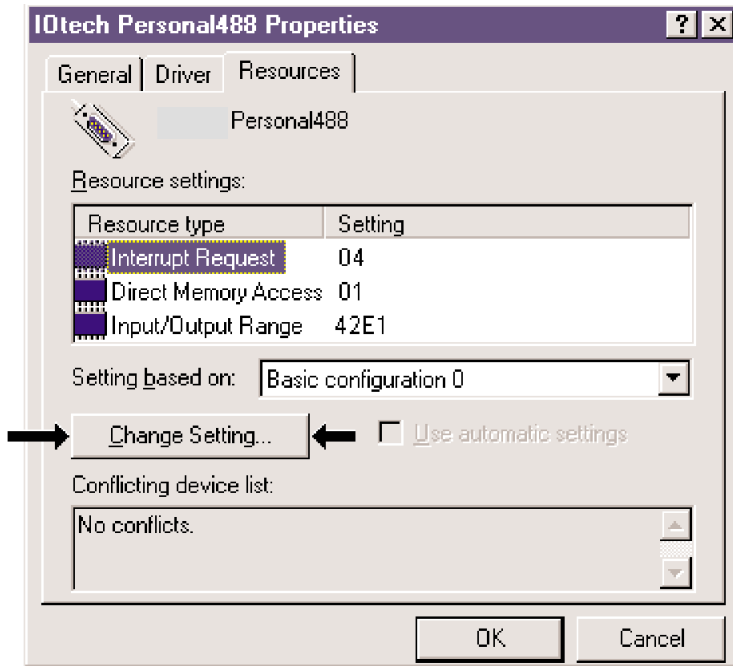 IOtech Personal488 Properties ? X
General Driver Resources
Personal488
Resource settings:
Resource type Setting
Interrupt Request 04
Direct Memory Access 01
Input/Output Range 42E1
Setting based on: Basic configuration 0
Change Setting... Use automatic settings
Conflicting device list:
No conflicts.
OK Cancel